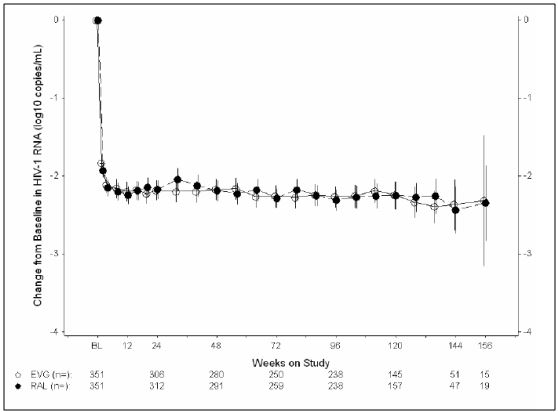 0
0
-1
-1
-2
-2
-3
-3
-4
-4
Change from Baseline in HIV-1 RNA (log10 copies/mL)
BL 12 24 48 72 96 120 144 156
Weeks on Study
EVG (n=): 351 306 280 250 238 145 51 15
RAL (n=): 351 312 291 259 238 157 47 19